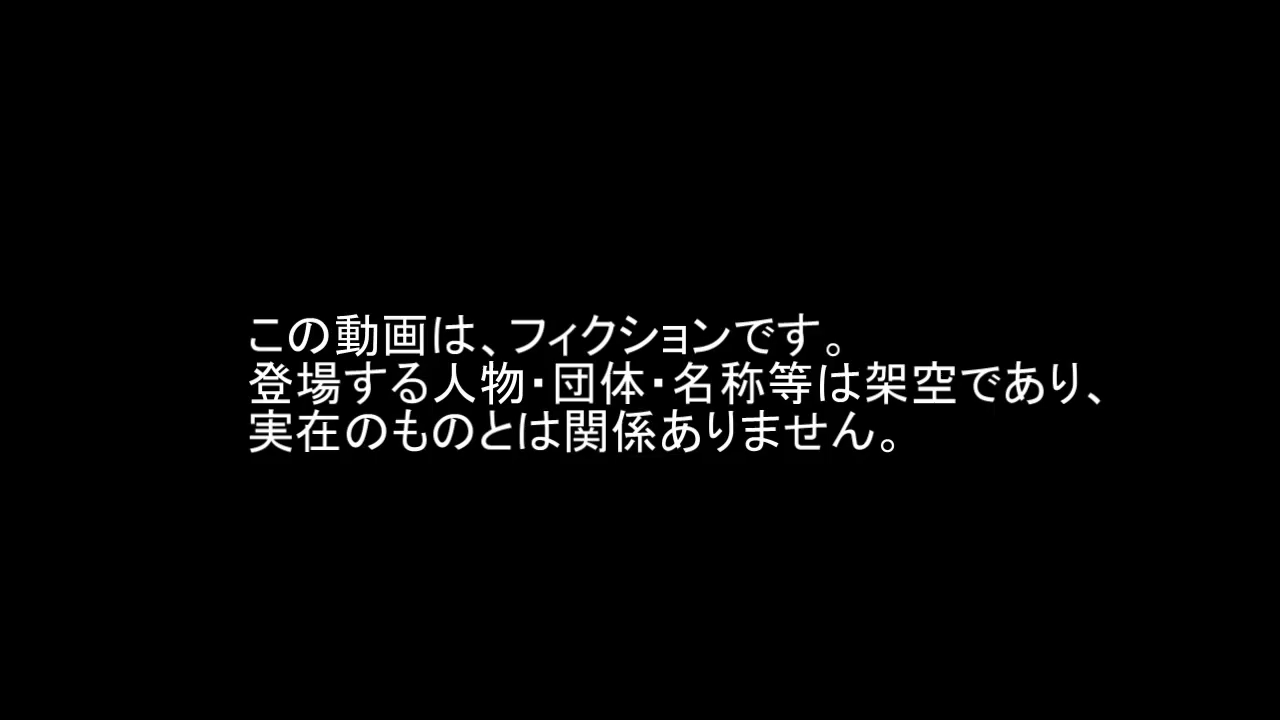 この動画は、フィクションです。
登場する人物・団体・名称等は架空であり、
実在のものとは関係ありません。